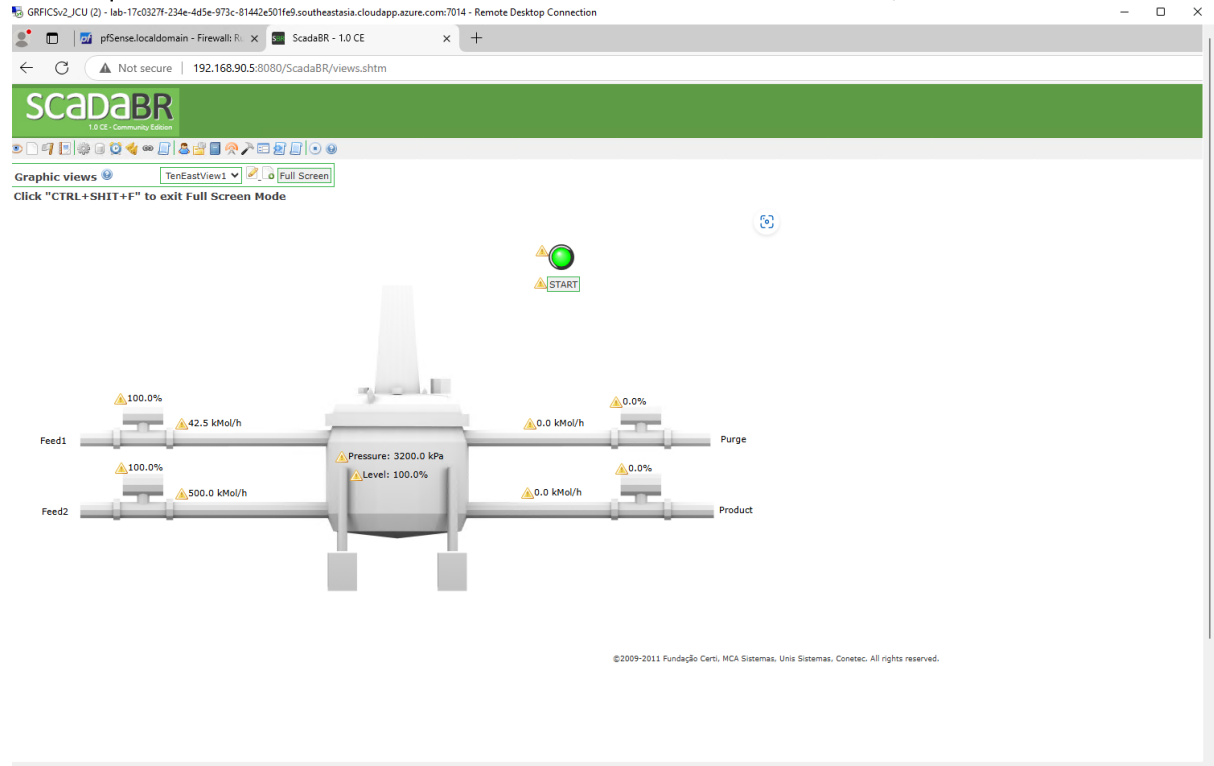 GRFICSv2_JCU (2) - lab-17c0327f-234e-4d5e-973c-81442e501fe9.southeastasia.cloudapp.azure.com:7014 - Remote Desktop Connection
pfSense.localdomain - Firewall: Ru
ScadaBR - 1.0 CE
Not secure | 192.168.90.5:8080/ScadaBR/views.shtm
scadaBR
1.0 CE - Community Edition
Graphic views TenEastView1 Full Screen
Click "CTRL+SHIT+F" to exit Full Screen Mode
START
100.0%
0.0%
42.5 kMol/h
0.0 kMol/h
Feed1
Purge
Pressure: 3200.0 kPa
100.0%
Level: 100.0%
0.0%
500.0 kMol/h
0.0 kMol/h
Feed2
Product
©2009-2011 Fundação Certi, MCA Sistemas, Unis Sistemas, Conetec. All rights reserved.